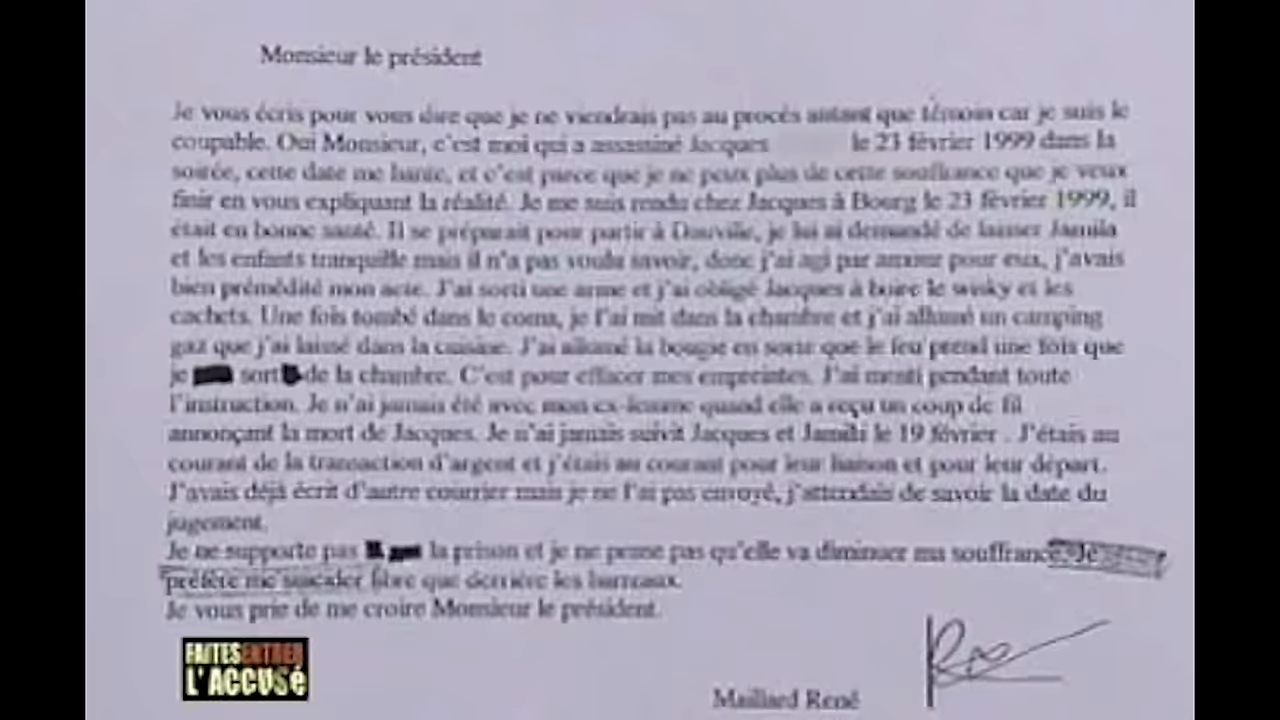 Monsieur le président
Je vous écris pour vous dire que je ne viendrais pas au procès autant que témoin car je suis le
coupable. Oui Monsieur, c'est moi qui a assassiné Jacques le 23 février 1999 dans la
soirée, cette date me hante, et c'est parce que je ne peux plus de cette souffrance que je veux
finir en vous expliquant la réalité. Je me suis rendu chez Jacques à Bourg le 23 février 1999, il
était en bonne santé. Il se préparait pour partir à Dauville, je lui ai demandé de laisser Jamila
et les enfants tranquille mais il n'a pas voulu savoir, donc j'ai agi par amour pour eux, j'avais
bien prémédité mon acte. J'ai sorti une arme et j'ai obligé Jacques à boire le wisky et les
cachets. Une fois tombé dans le coma, je l'ai mit dans la chambre et j'ai allumé un camping
gaz que j'ai laissé dans la cuisine. J'ai allumé la bougie en sorte que le feu prend une fois que
je sort de la chambre. C'est pour effacer mes empreintes. J'ai menti pendant toute
l'instruction. Je n'ai jamais été avec mon ex-femme quand elle a reçu un coup de fil
annonçant la mort de Jacques. Je n'ai jamais suivit Jacques et Jamila le 19 février . J'étais au
courant de la transaction d'argent et j'étais au courant pour leur liaison et pour leur départ.
J'avais déjà écrit d'autre courrier mais je ne l'ai pas envoyé, j'attendais de savoir la date du
jugement.
Je ne supporte pas la prison et je ne pense pas qu'elle va diminuer ma souffrance. Je
préfère me suicider libre que derrière les barreaux.
Je vous prie de me croire Monsieur le président.
FAITES ENTRER
L'ACCUSÉ
Maillard René